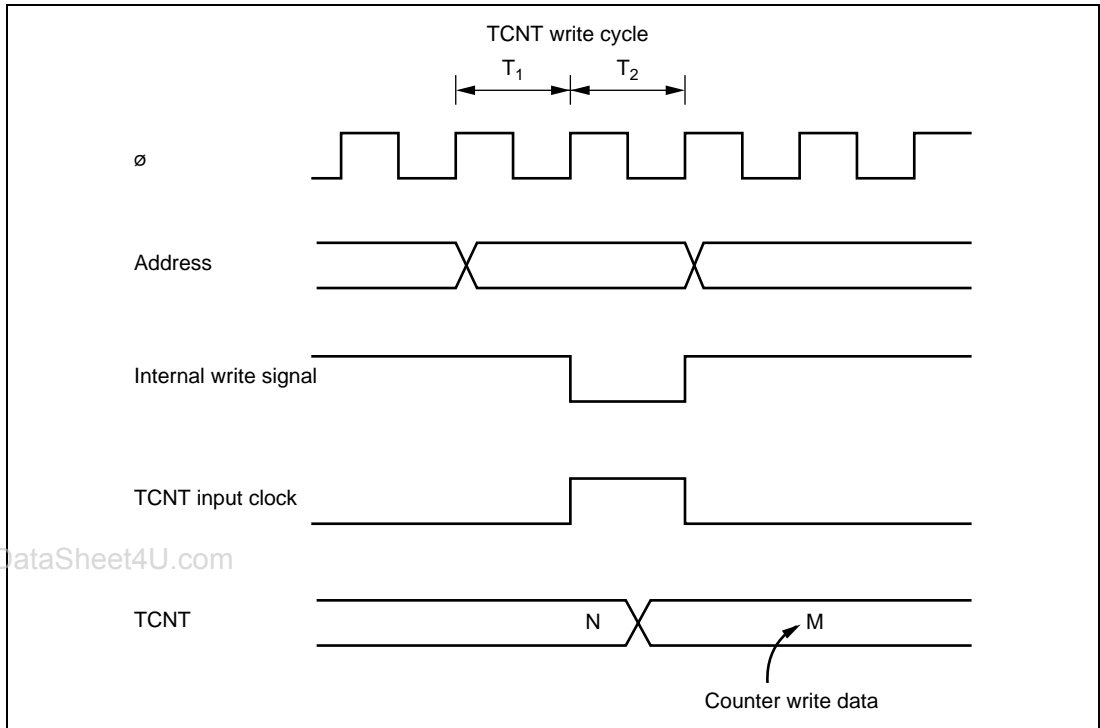 TCNT write cycle
T₁ T₂
ø
Address
Internal write signal
TCNT input clock
DataSheet4U.com
TCNT N M
Counter write data